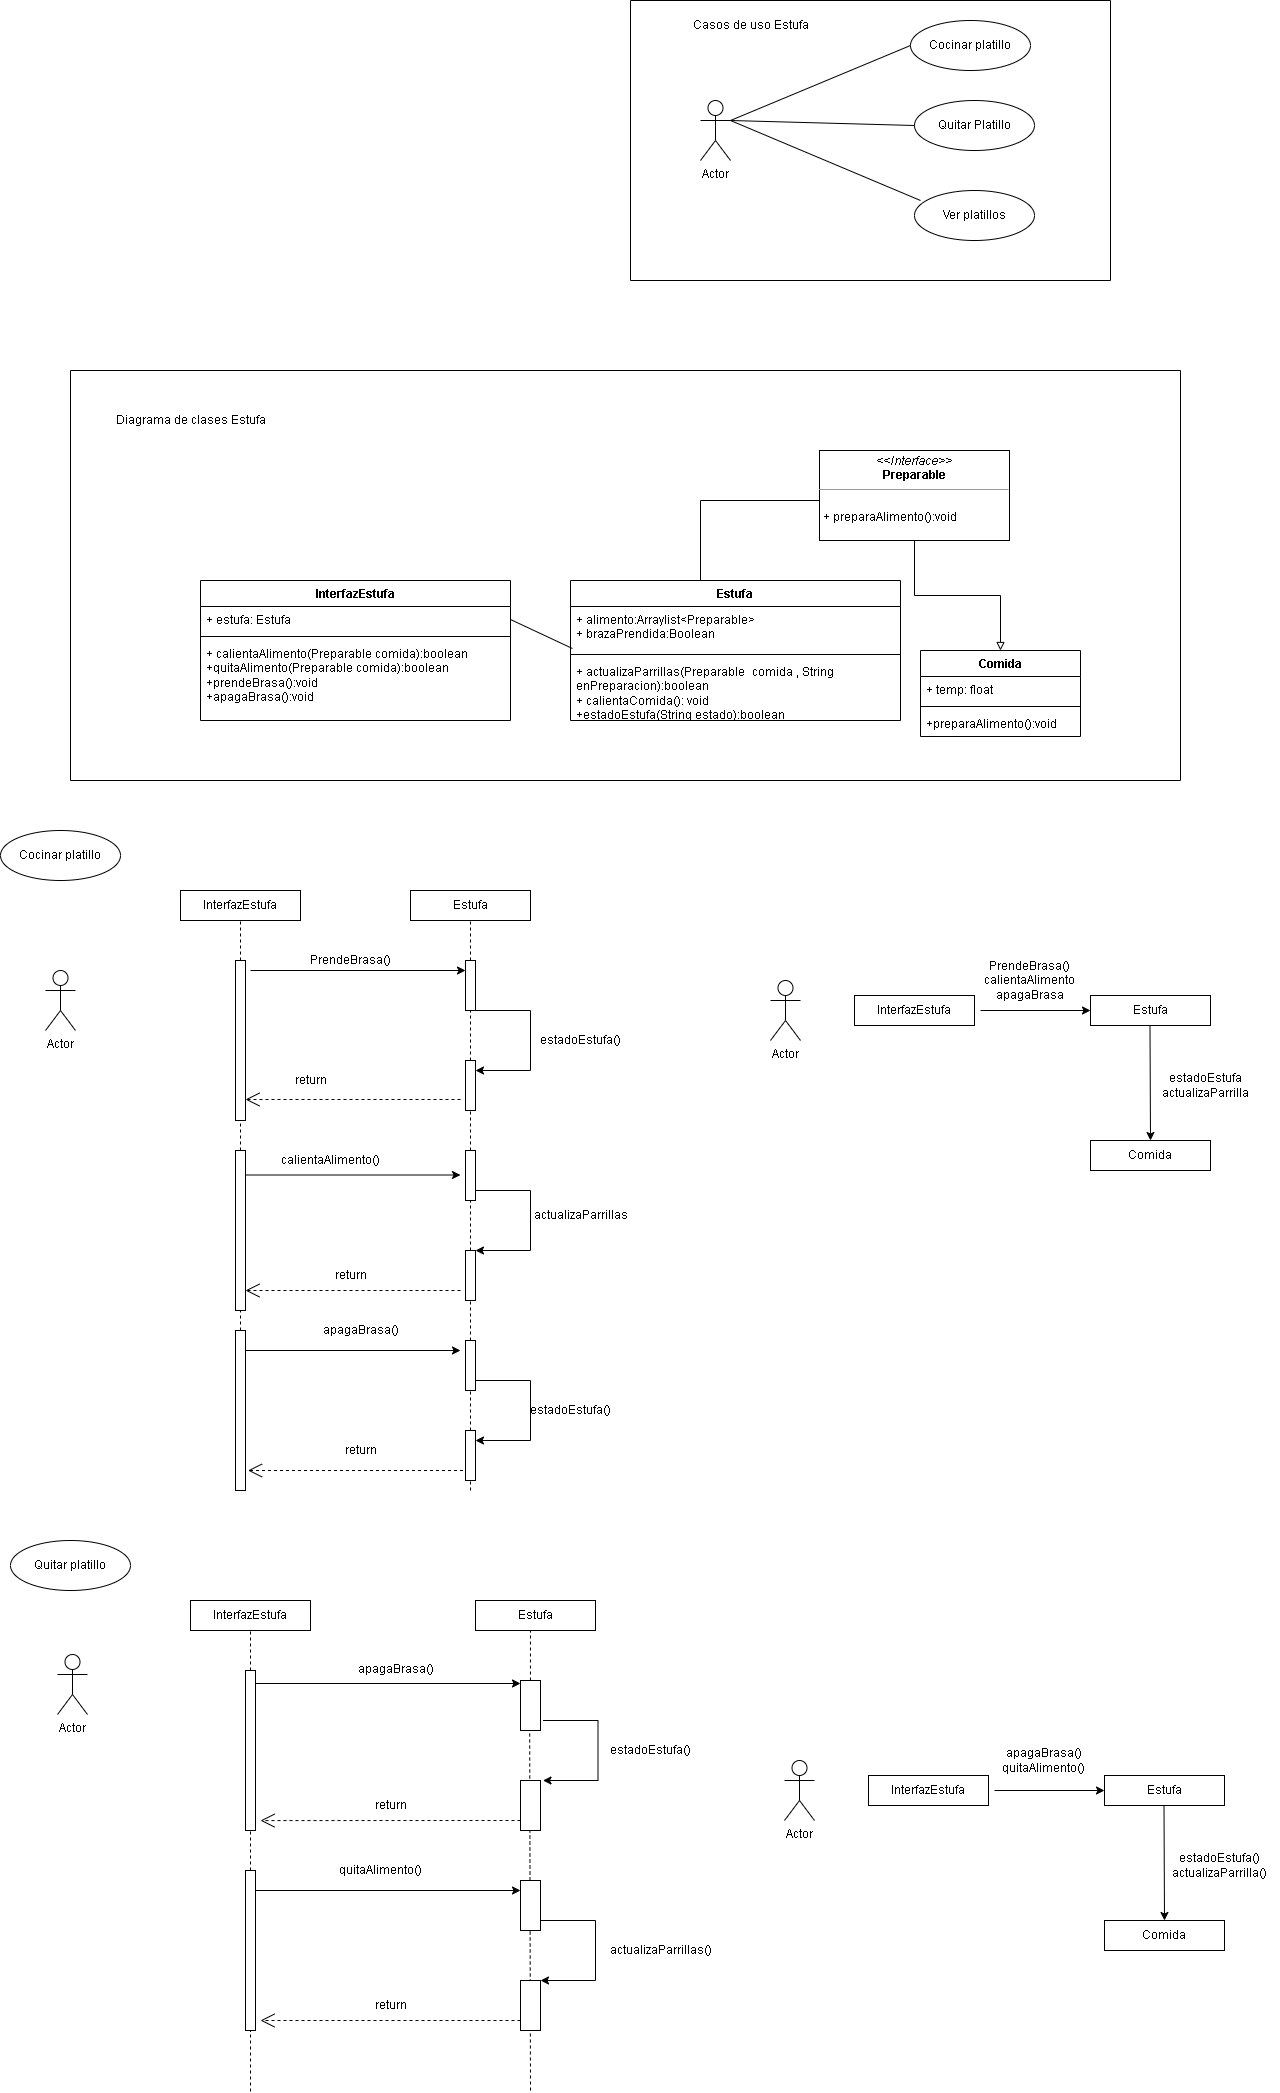 Casos de uso Estufa
Cocinar platillo
Quitar Platillo
Actor
Ver platillos
Diagrama de clases Estufa
<<Interface>>
Preparable
+ preparaAlimento():void
InterfazEstufa
+ estufa: Estufa
+ calientaAlimento(Preparable comida):boolean
+quitaAlimento(Preparable comida):boolean
+prendeBrasa():void
+apagaBrasa():void
Estufa
+ alimento:Arraylist<Preparable>
+ brazaPrendida:Boolean
+ actualizaParrillas(Preparable  comida , String
enPreparacion):boolean
+ calientaComida(): void
+estadoEstufa(String estado):boolean
Comida
+ temp: float
+preparaAlimento():void
Cocinar platillo
InterfazEstufa
Estufa
PrendeBrasa()
Actor
estadoEstufa()
return
calientaAlimento()
actualizaParrillas
return
apagaBrasa()
estadoEstufa()
return
PrendeBrasa()
calientaAlimento
apagaBrasa
InterfazEstufa
Estufa
Actor
estadoEstufa
actualizaParrilla
Comida
Quitar platillo
InterfazEstufa
Estufa
apagaBrasa()
Actor
estadoEstufa()
return
quitaAlimento()
actualizaParrillas()
return
apagaBrasa()
quitaAlimento()
InterfazEstufa
Estufa
Actor
estadoEstufa()
actualizaParrilla()
Comida